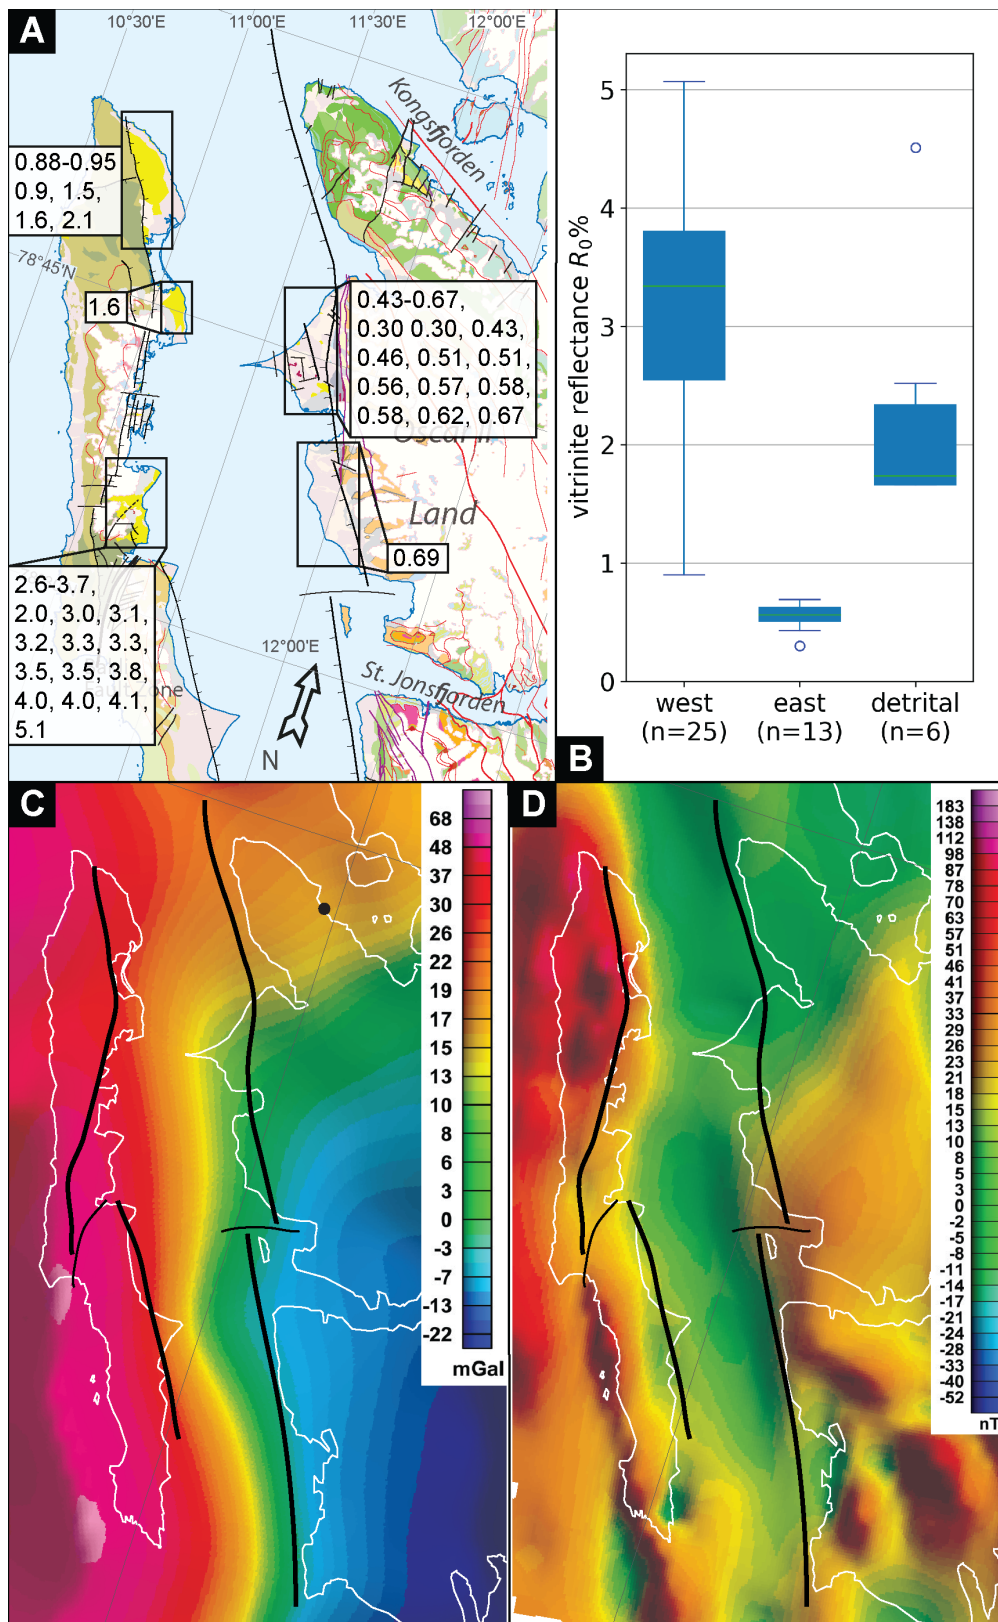 A
10°30'E
11°00'E
11°30'E
12°00'E
Kongsfjorden
0.88-0.95
0.9, 1.5,
1.6, 2.1
78°45'N
1.6
0.43-0.67,
0.30 0.30, 0.43,
0.46, 0.51, 0.51,
0.56, 0.57, 0.58,
0.58, 0.62, 0.67
Oscar II
Land
0.69
2.6-3.7,
2.0, 3.0, 3.1,
3.2, 3.3, 3.3,
3.5, 3.5, 3.8,
4.0, 4.0, 4.1,
5.1
Fault Zone
12°00'E
St. Jonsfjorden
N
B
vitrinite reflectance R₀%
5
4
3
2
1
0
west
(n=25)
east
(n=13)
detrital
(n=6)
C
68
48
37
30
26
22
19
17
15
13
10
8
6
3
0
-3
-7
-13
-22
mGal
D
183
138
112
98
87
78
70
63
57
51
46
41
37
33
29
26
23
21
18
15
13
10
8
5
3
0
-2
-5
-8
-11
-14
-17
-21
-24
-28
-33
-40
-52
nT